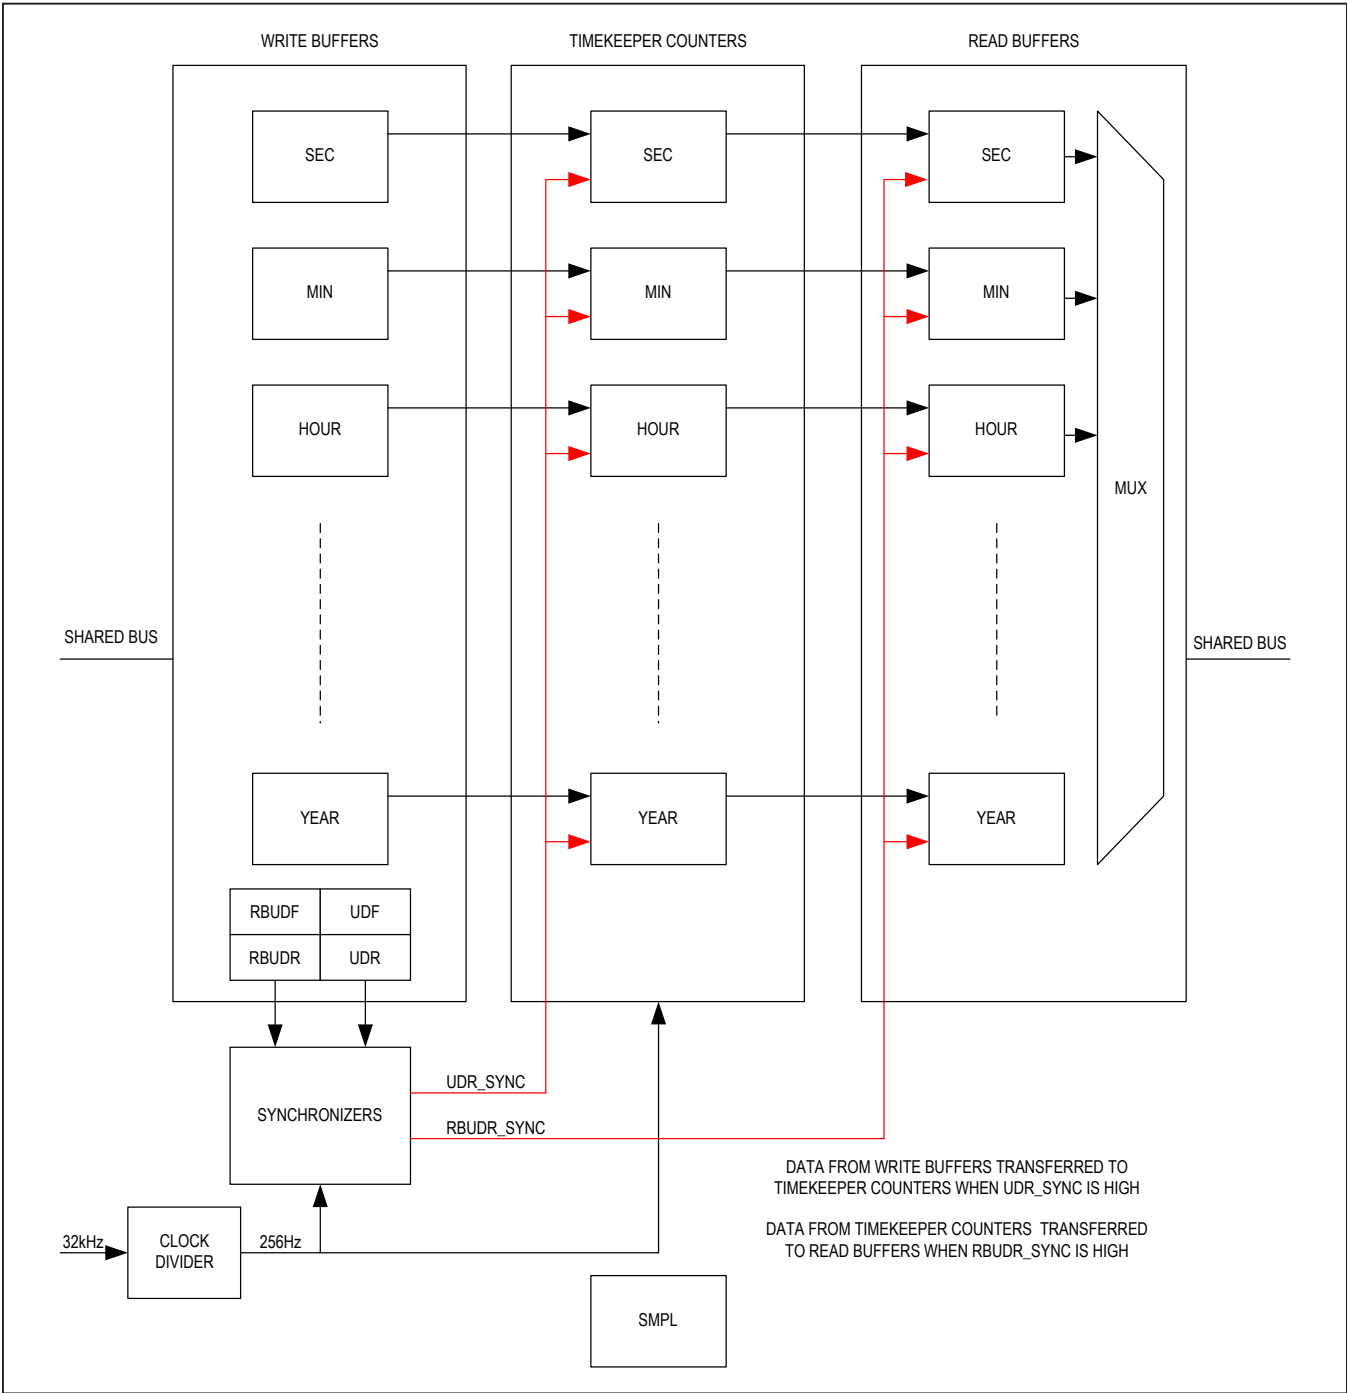 WRITE BUFFERS
TIMEKEEPER COUNTERS
READ BUFFERS
SEC
SEC
SEC
MIN
MIN
MIN
HOUR
HOUR
HOUR
MUX
SHARED BUS
SHARED BUS
YEAR
YEAR
YEAR
RBUDF
UDF
RBUDR
UDR
SYNCHRONIZERS
UDR_SYNC
RBUDR_SYNC
DATA FROM WRITE BUFFERS TRANSFERRED TO
TIMEKEEPER COUNTERS WHEN UDR_SYNC IS HIGH
DATA FROM TIMEKEEPER COUNTERS TRANSFERRED
TO READ BUFFERS WHEN RBUDR_SYNC IS HIGH
32kHz
CLOCK
DIVIDER
256Hz
SMPL